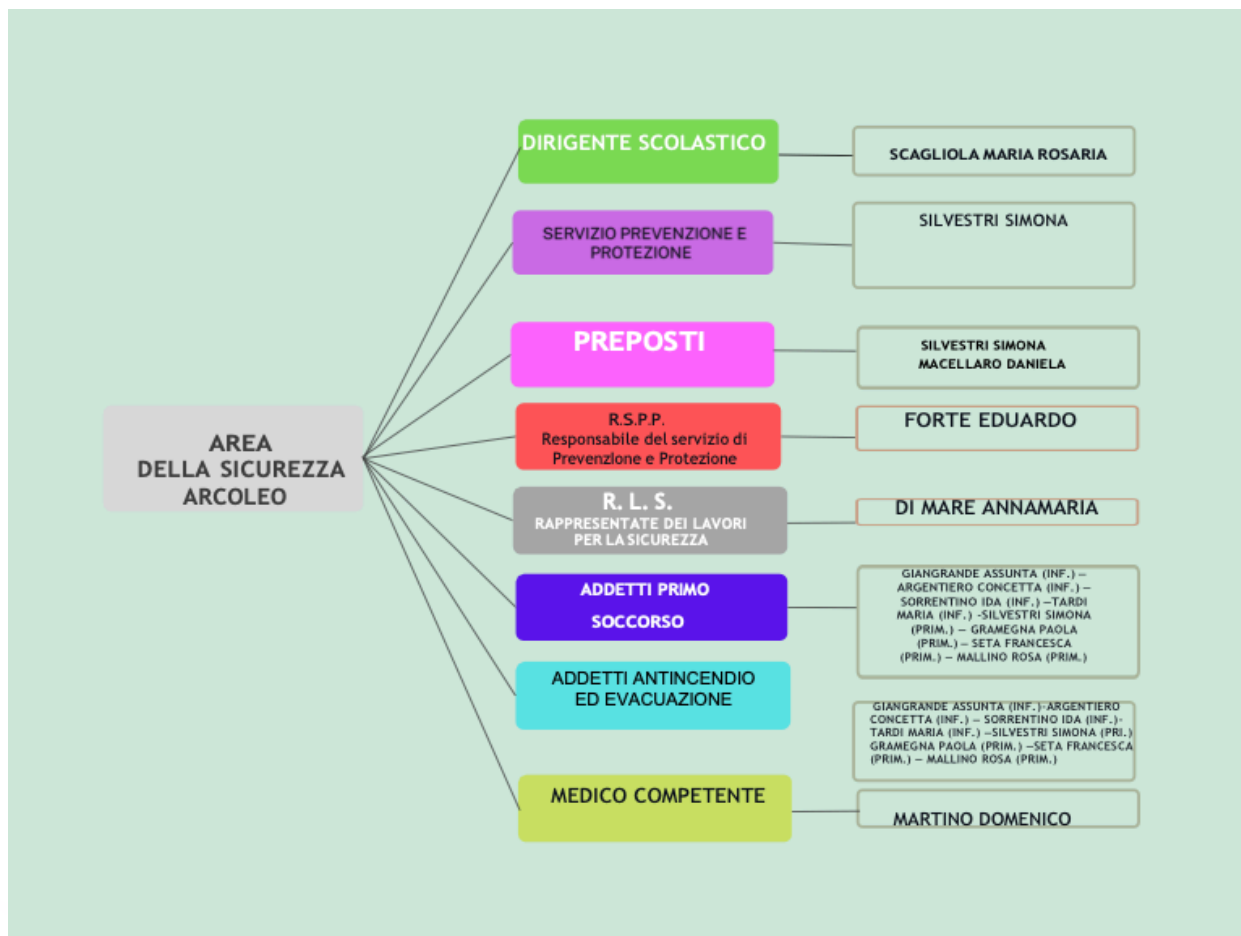 AREA
DELLA SICUREZZA
ARCOLEO
DIRIGENTE SCOLASTICO
SCAGLIOLA MARIA ROSARIA
SERVIZIO PREVENZIONE E
PROTEZIONE
SILVESTRI SIMONA
PREPOSTI
SILVESTRI SIMONA
MACELLARO DANIELA
R.S.P.P.
Responsabile del servizio di
Prevenzione e Protezione
FORTE EDUARDO
R. L. S.
RAPPRESENTATE DEI LAVORI
PER LA SICUREZZA
DI MARE ANNAMARIA
ADDETTI PRIMO
SOCCORSO
GIANGRANDE ASSUNTA (INF.) –
ARGENTIERO CONCETTA (INF.) –
SORRENTINO IDA (INF.) –TARDI
MARIA (INF.) -SILVESTRI SIMONA
(PRIM.) – GRAMEGNA PAOLA
(PRIM.) – SETA FRANCESCA
(PRIM.) – MALLINO ROSA (PRIM.)
ADDETTI ANTINCENDIO
ED EVACUAZIONE
GIANGRANDE ASSUNTA (INF.)-ARGENTIERO
CONCETTA (INF.) – SORRENTINO IDA (INF.)-
TARDI MARIA (INF.) –SILVESTRI SIMONA (PRI.)
GRAMEGNA PAOLA (PRIM.) –SETA FRANCESCA
(PRIM.) – MALLINO ROSA (PRIM.)
MEDICO COMPETENTE
MARTINO DOMENICO